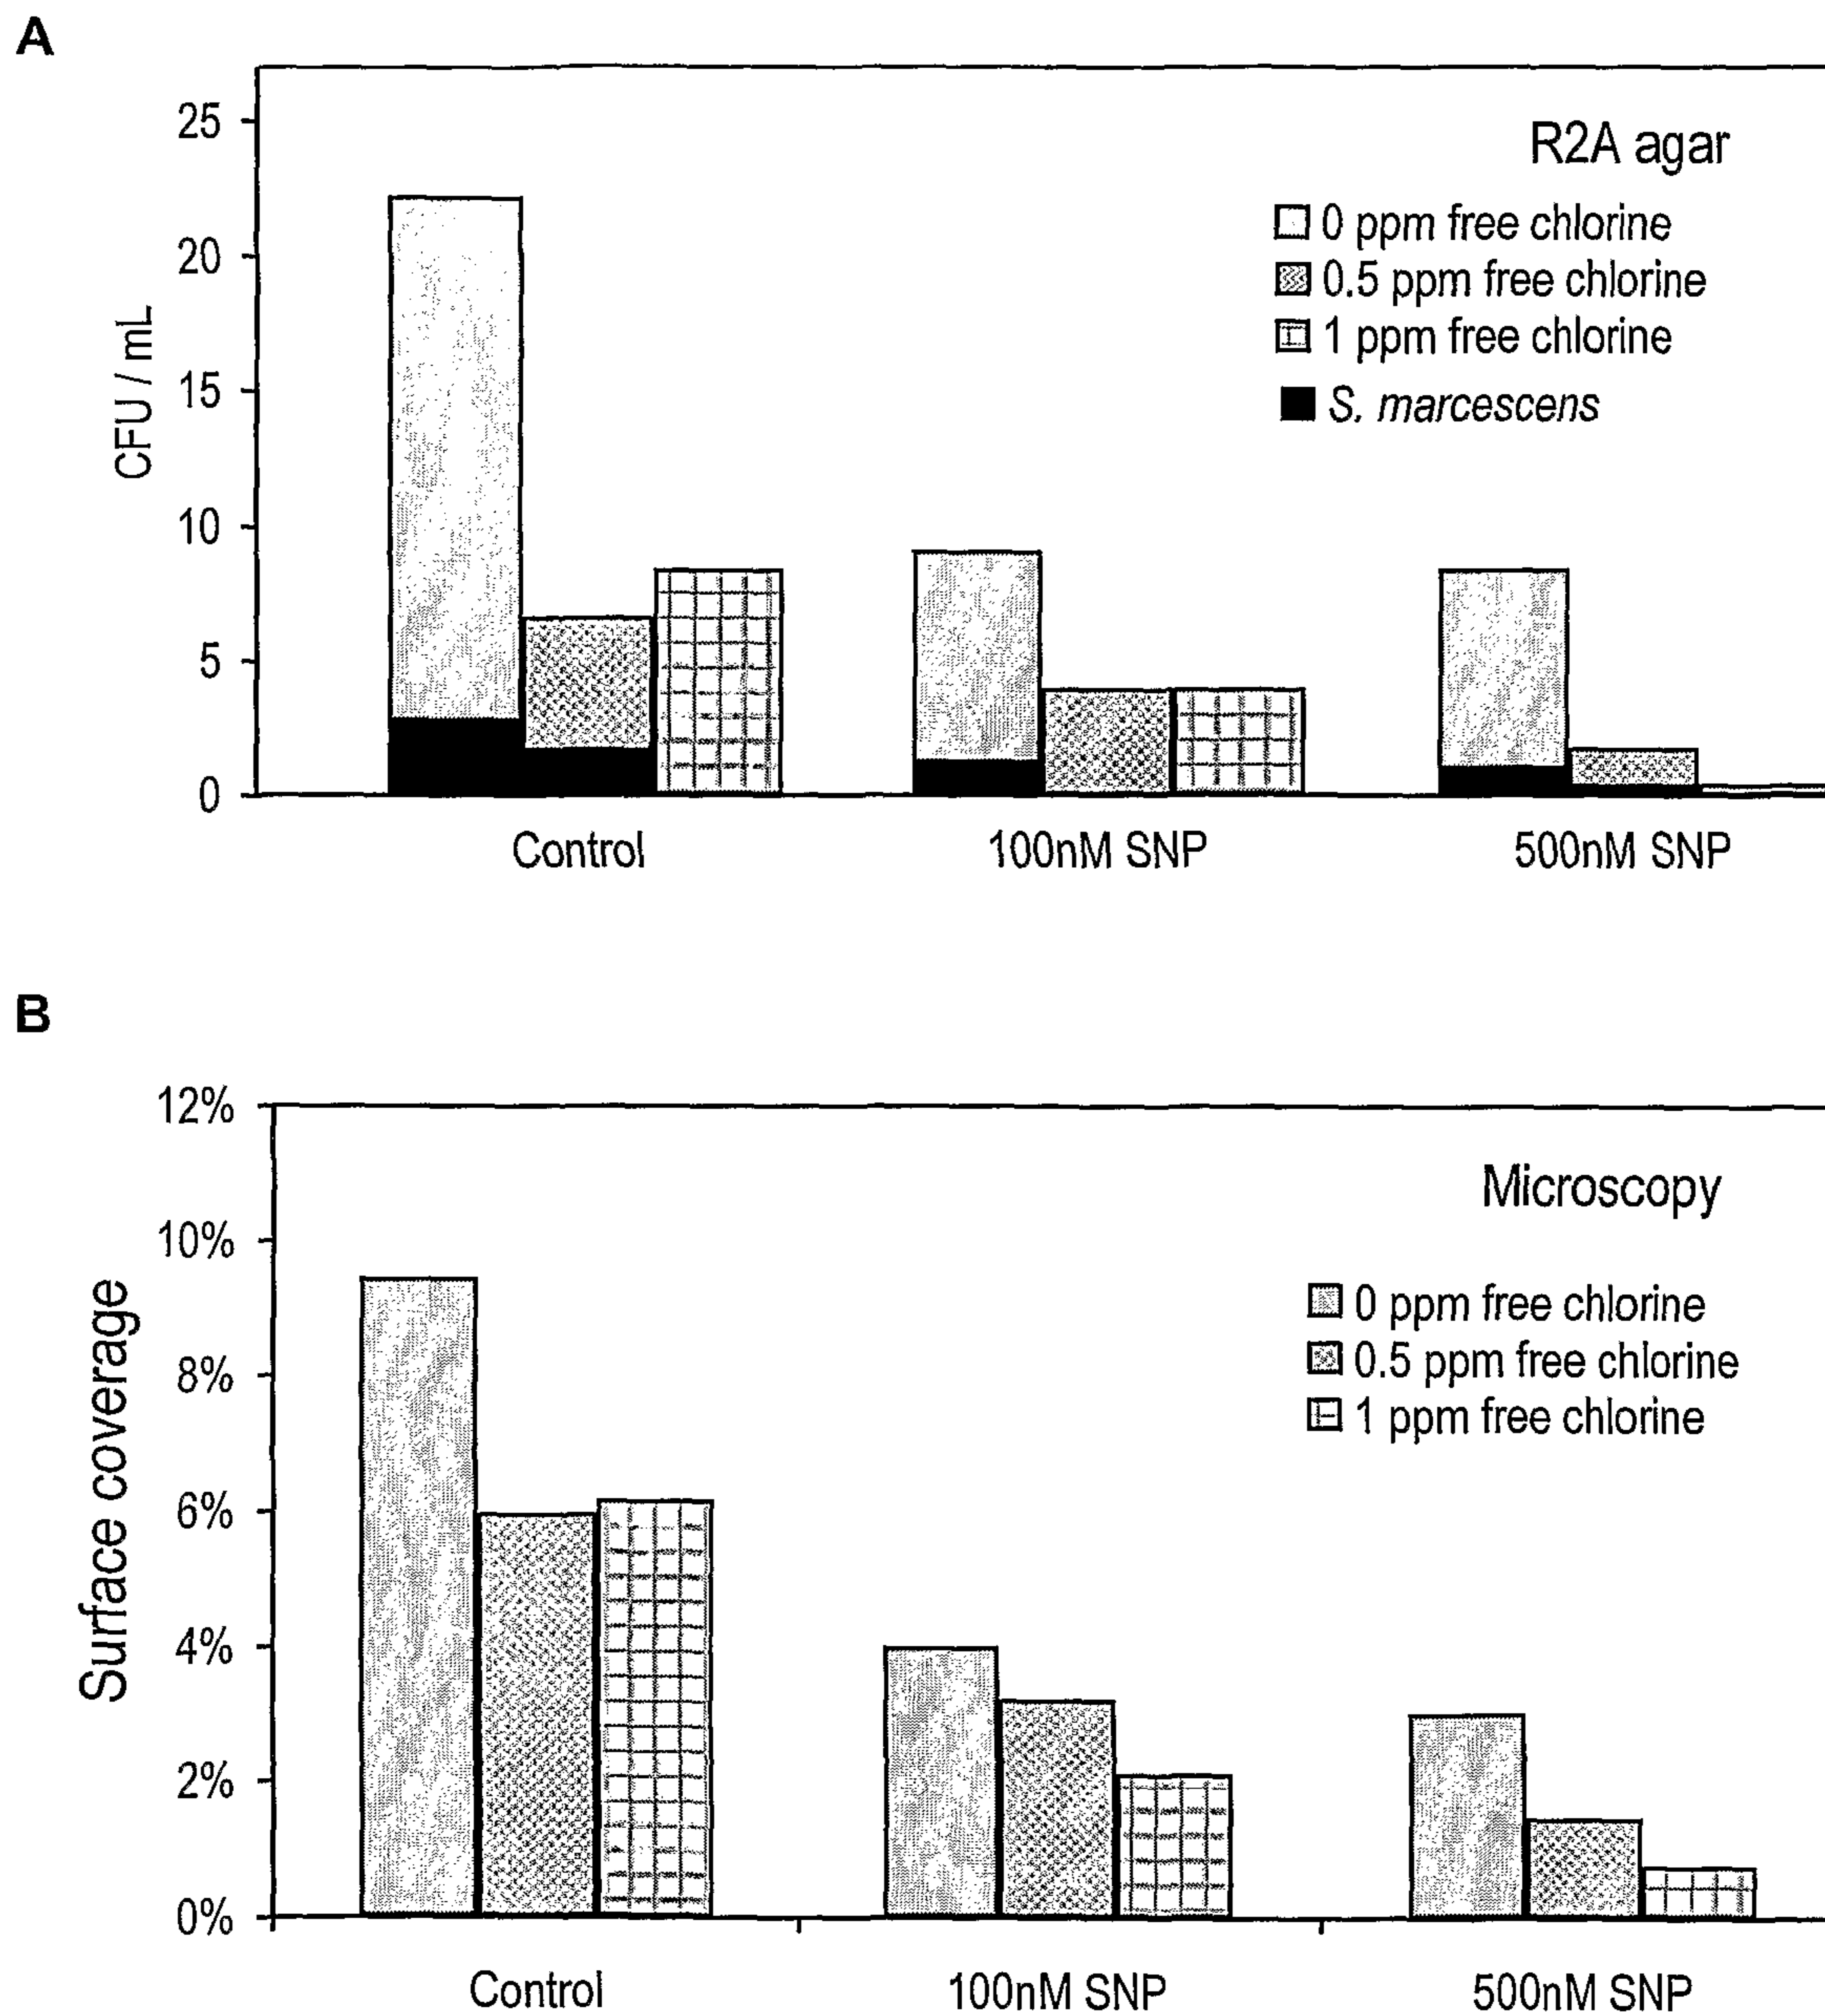 A
25
20
15
10
5
0
CFU / mL
R2A agar
0 ppm free chlorine
0.5 ppm free chlorine
1 ppm free chlorine
S. marcescens
Control 100nM SNP 500nM SNP
B
12%
10%
8%
6%
4%
2%
0%
Surface coverage
Microscopy
0 ppm free chlorine
0.5 ppm free chlorine
1 ppm free chlorine
Control 100nM SNP 500nM SNP